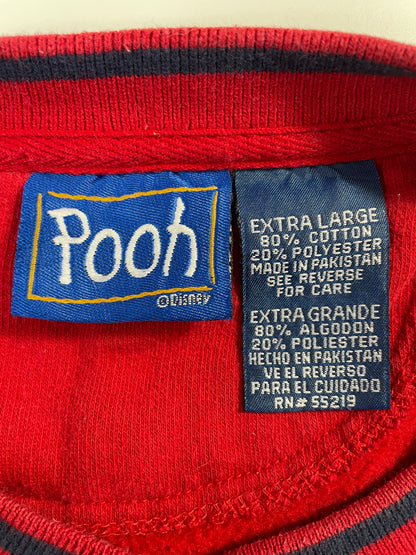 Pooh
©Disney
EXTRA LARGE
80% COTTON
20% POLYESTER
MADE IN PAKISTAN
SEE REVERSE
FOR CARE
EXTRA GRANDE
80% ALGODON
20% POLIESTER
HECHO EN PAKISTAN
VE EL REVERSO
PARA EL CUIDADO
RN# 55219